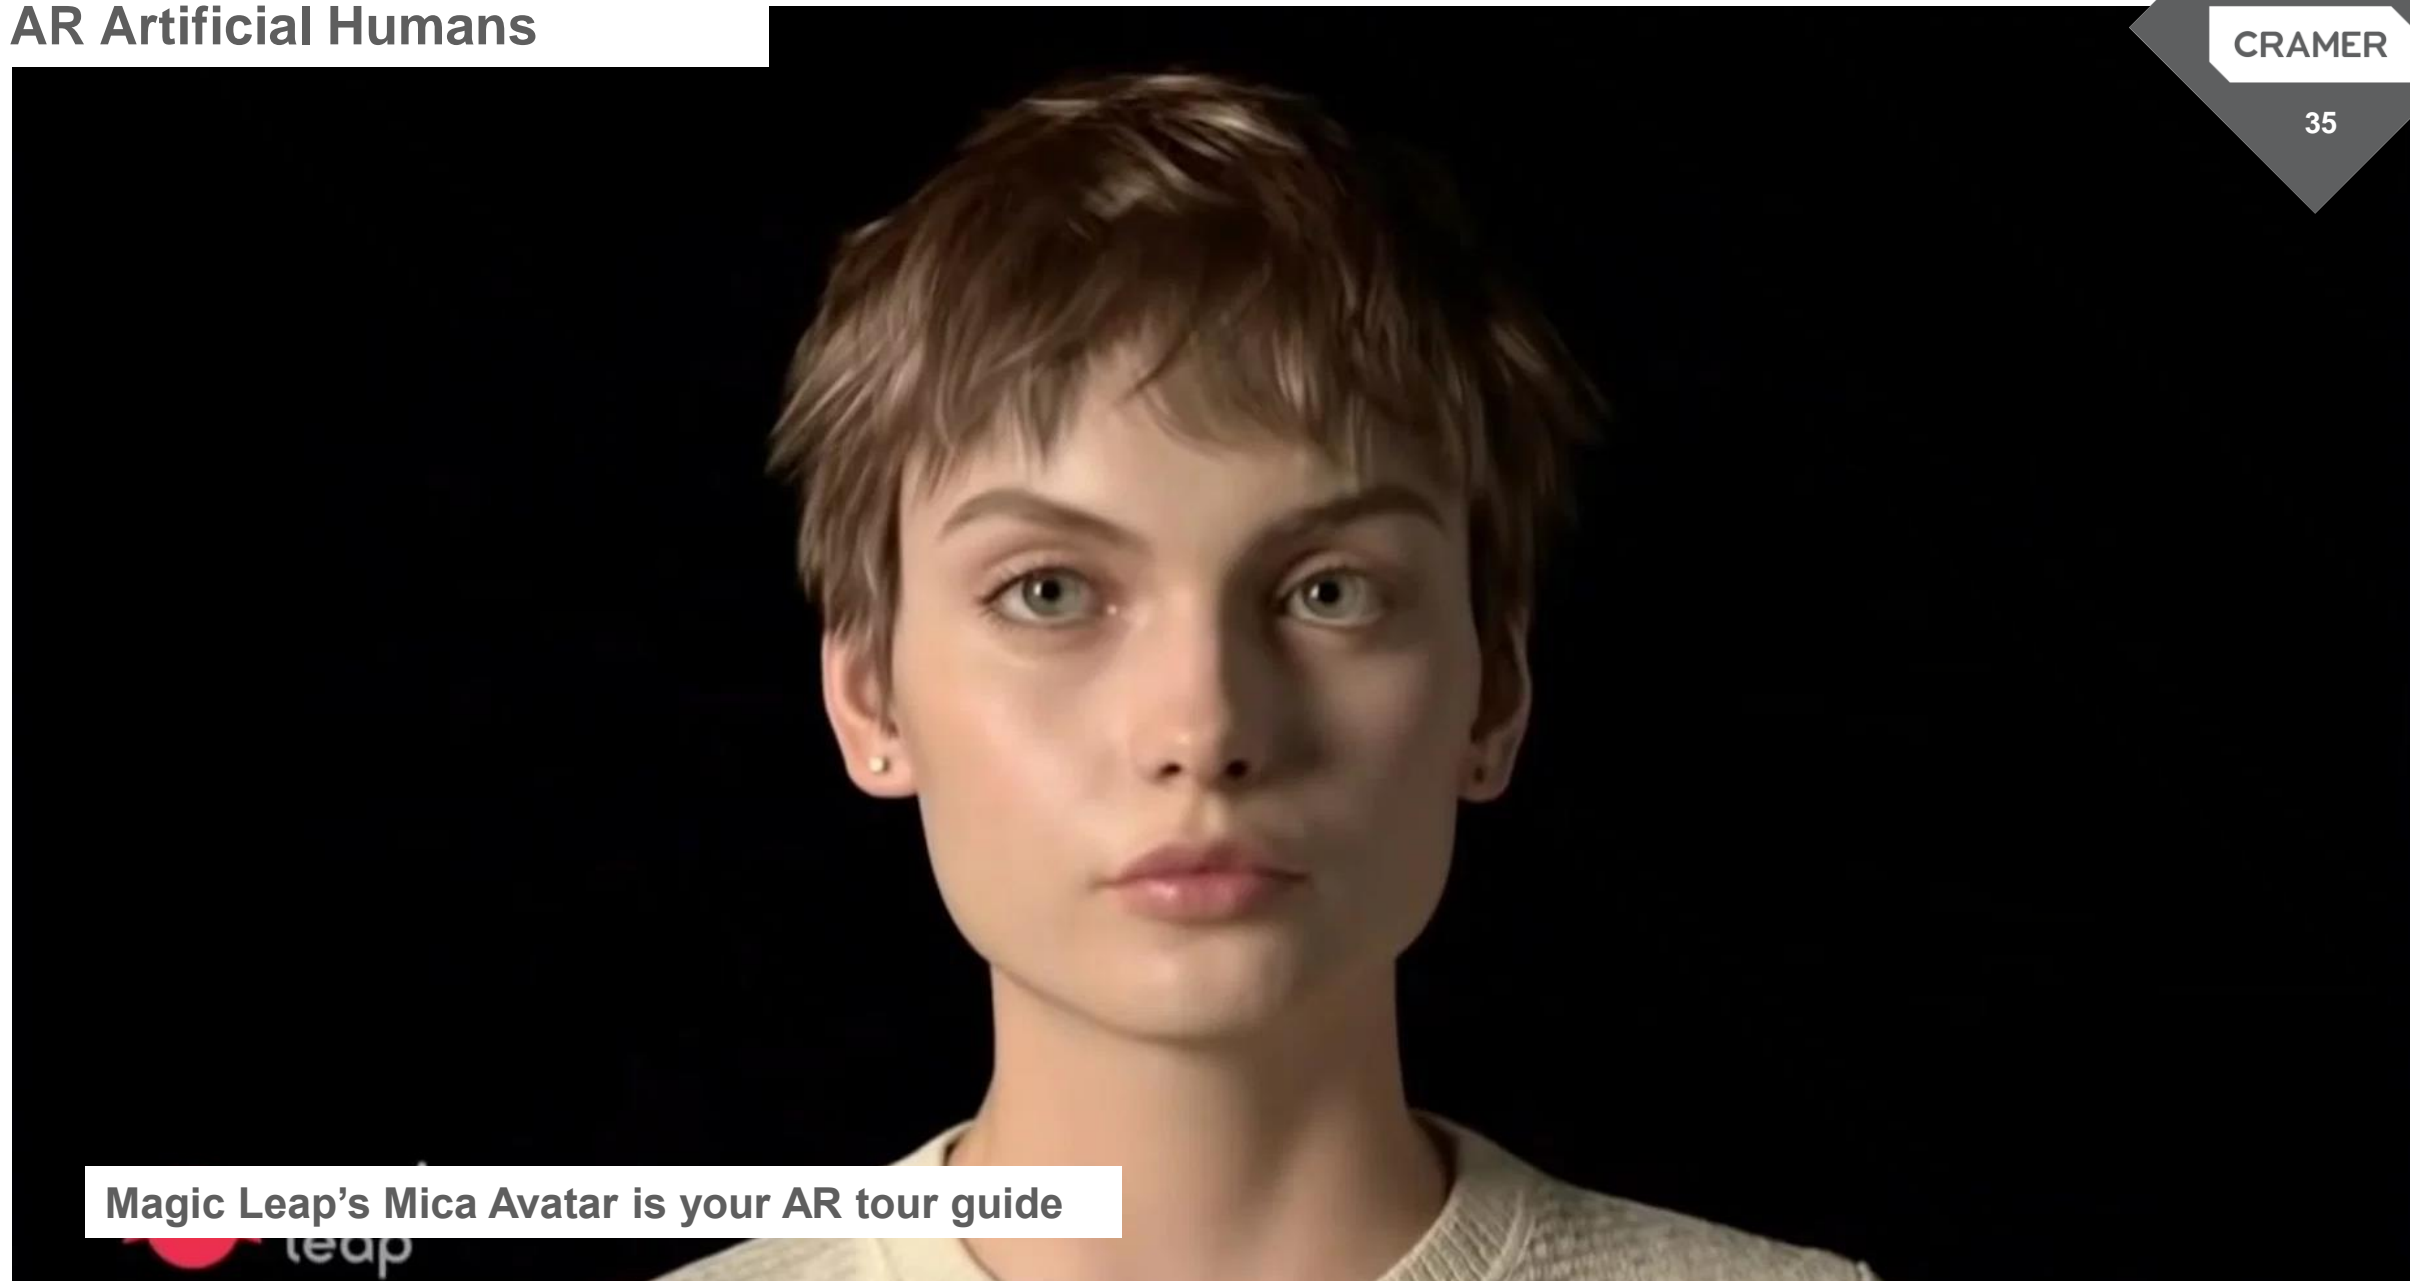 AR Artificial Humans
CRAMER
35
Magic Leap’s Mica Avatar is your AR tour guide
leap